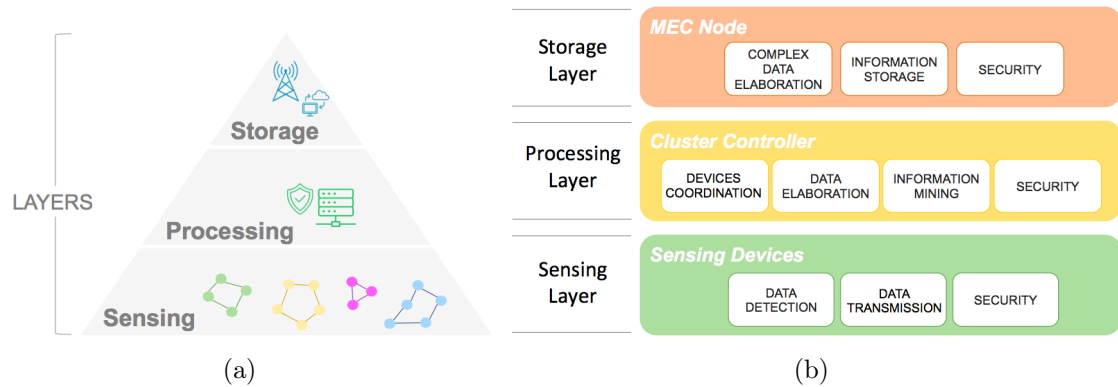 LAYERS
Storage
Processing
Sensing
(a)
Storage
Layer
MEC Node
COMPLEX
DATA
ELABORATION
INFORMATION
STORAGE
SECURITY
Processing
Layer
Cluster Controller
DEVICES
COORDINATION
DATA
ELABORATION
INFORMATION
MINING
SECURITY
Sensing
Layer
Sensing Devices
DATA
DETECTION
DATA
TRANSMISSION
SECURITY
(b)